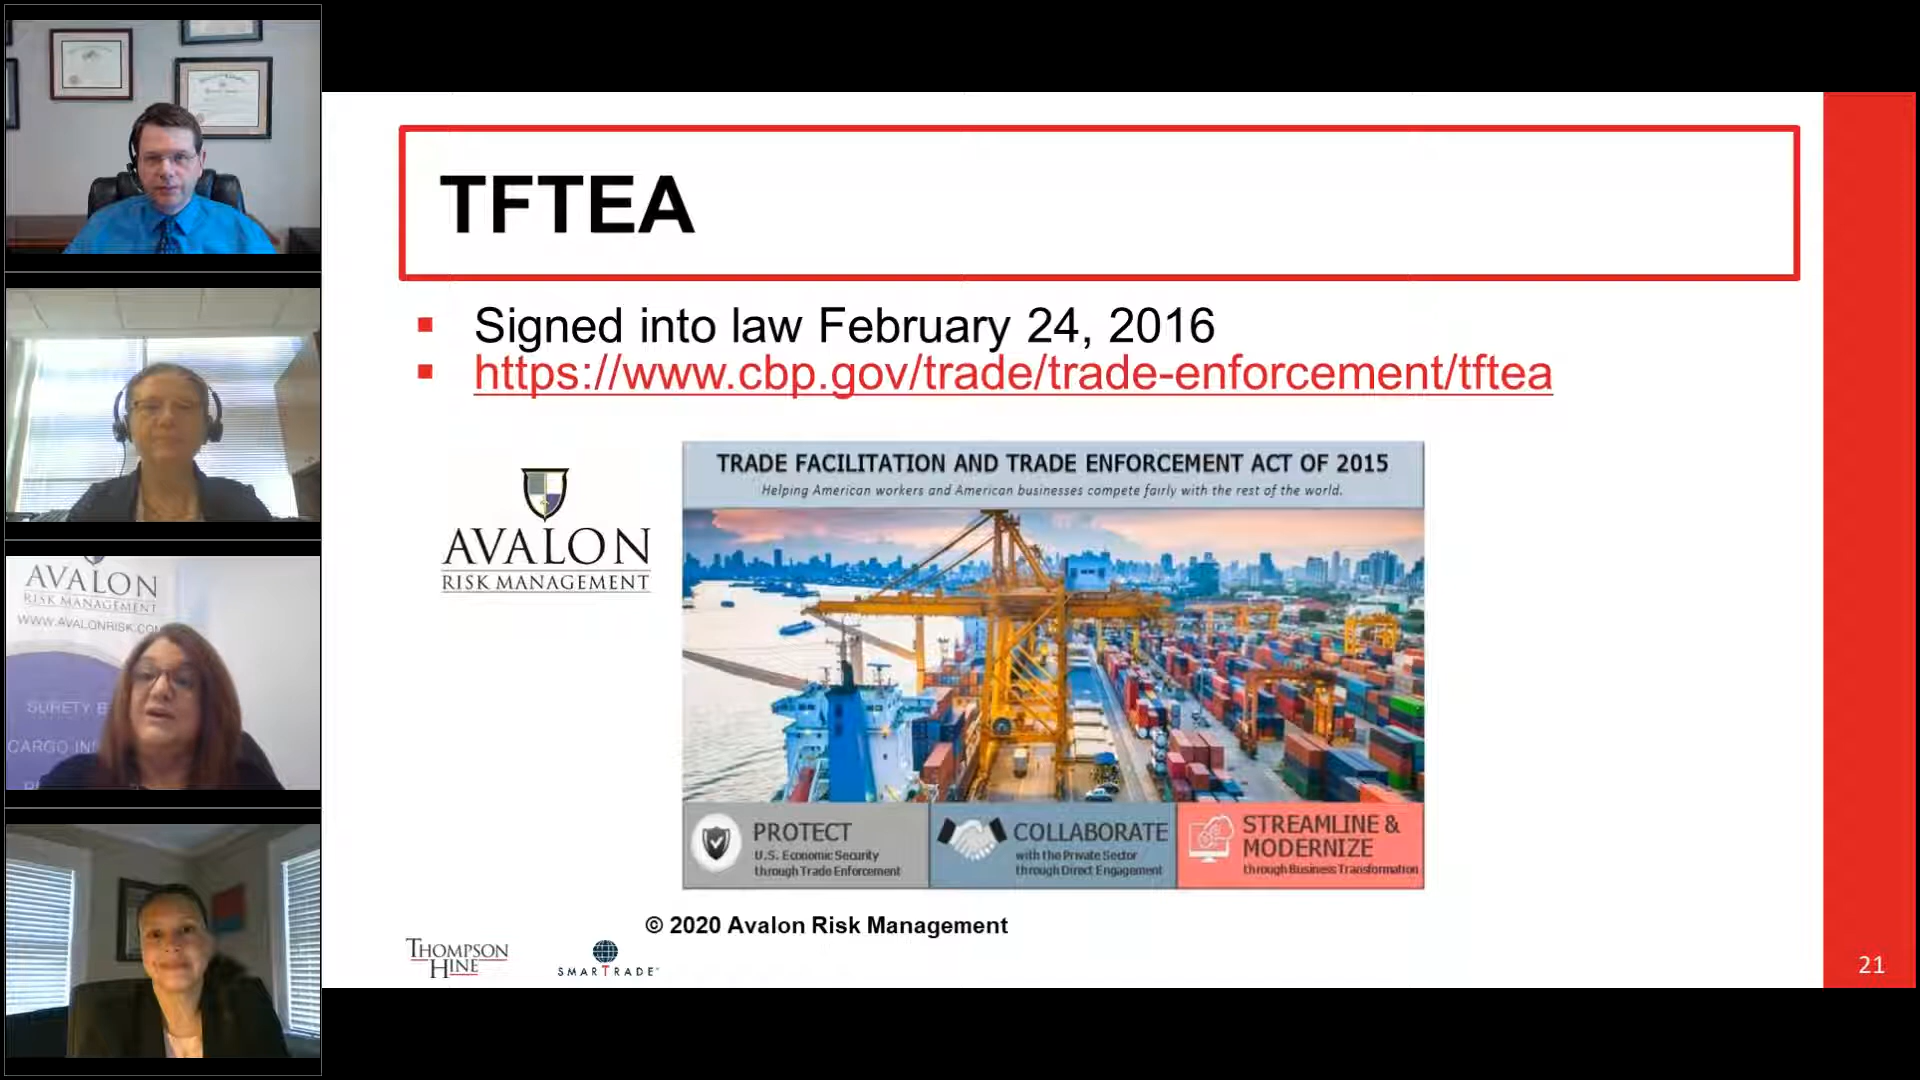 TFTEA
Signed into law February 24, 2016
https://www.cbp.gov/trade/trade-enforcement/tftea
AVALON
RISK MANAGEMENT
TRADE FACILITATION AND TRADE ENFORCEMENT ACT OF 2015
Helping American workers and American businesses compete fairly with the rest of the world.
PROTECT
U.S. Economic Security
through Trade Enforcement
COLLABORATE
with the Private Sector
through Direct Engagement
STREAMLINE &
MODERNIZE
through Business Transformation
© 2020 Avalon Risk Management
THOMPSON
HINE
SMARTRADE
21
AVALON
RISK MANAGEMENT
WWW.AVALONRISK.COM
SURETY B
CARGO IN